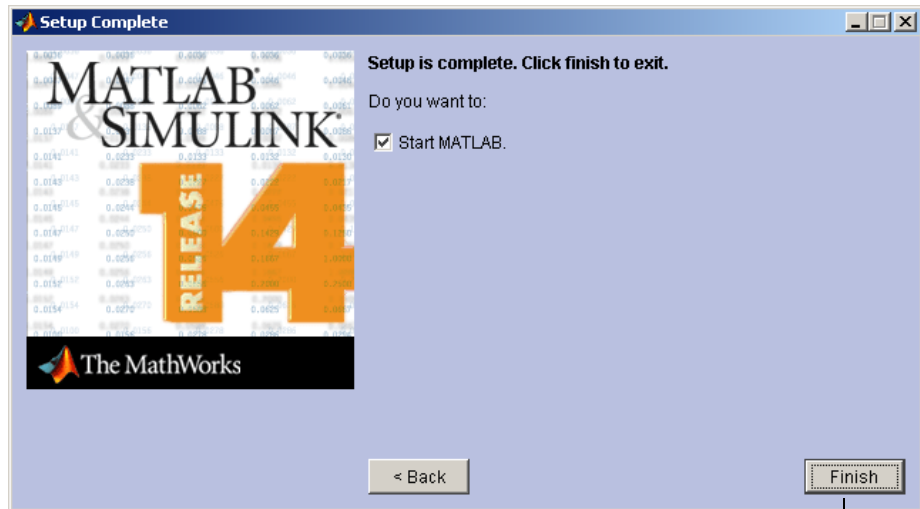 Setup Complete
MATLAB®
& SIMULINK®
RELEASE
14
The MathWorks
Setup is complete. Click finish to exit.
Do you want to:
Start MATLAB.
< Back
Finish